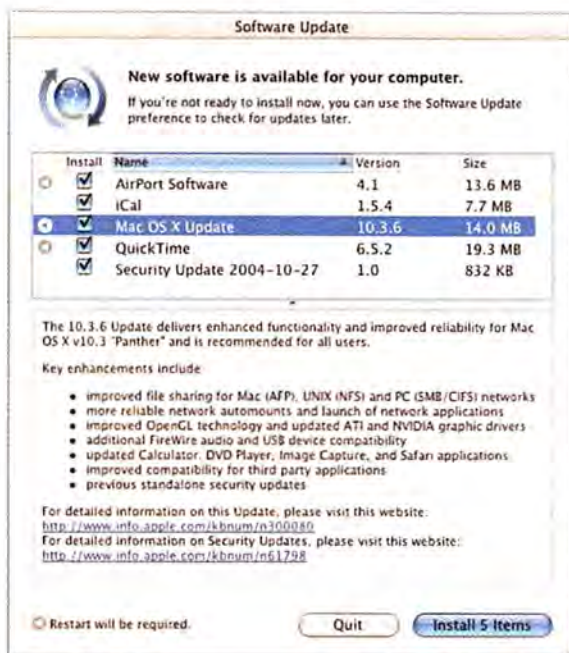 Software Update
New software is available for your computer.
If you're not ready to install now, you can use the Software Update
preference to check for updates later.
Install Name Version Size
AirPort Software 4.1 13.6 MB
iCal 1.5.4 7.7 MB
Mac OS X Update 10.3.6 14.0 MB
QuickTime 6.5.2 19.3 MB
Security Update 2004-10-27 1.0 832 KB
The 10.3.6 Update delivers enhanced functionality and improved reliability for Mac
OS X v10.3 "Panther" and is recommended for all users.
Key enhancements include
• improved file sharing for Mac (AFP), UNIX (NFS) and PC (SMB/CIFS) networks
• more reliable network automounts and launch of network applications
• improved OpenGL technology and updated ATI and NVIDIA graphic drivers
• additional FireWire audio and USB device compatibility
• updated Calculator, DVD Player, Image Capture, and Safari applications
• improved compatibility for third party applications
• previous standalone security updates
For detailed information on this Update, please visit this website:
http://www.info.apple.com/kbnum/n300080
For detailed information on Security Updates, please visit this website:
http://www.info.apple.com/kbnum/n61798
Restart will be required.
Quit
Install 5 Items